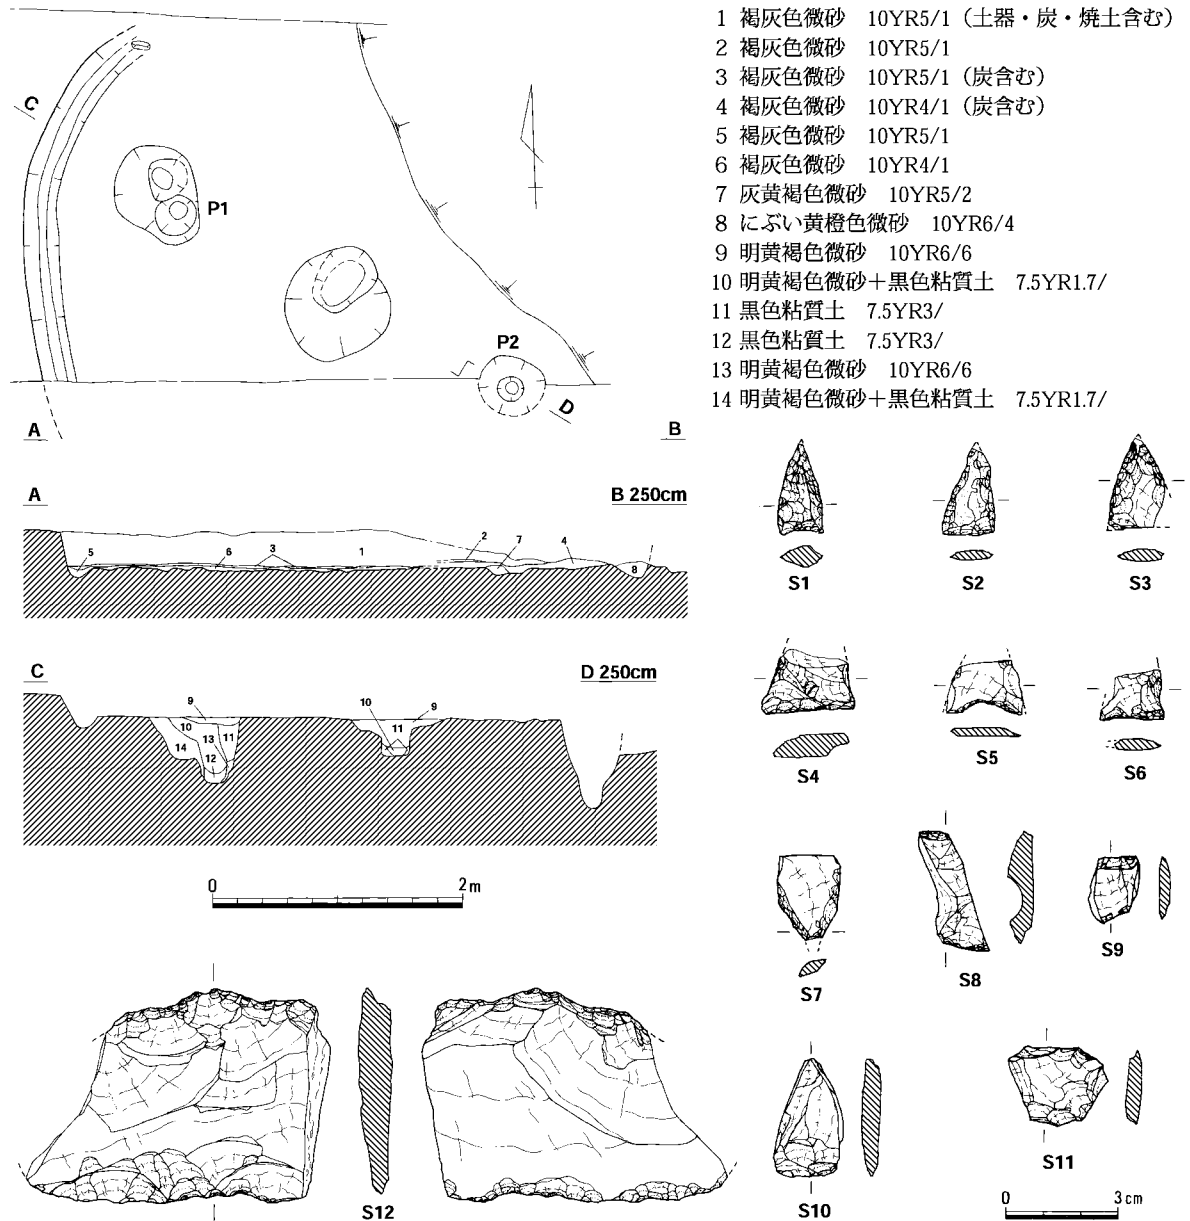 1 褐灰色微砂 10YR5/1（土器・炭・焼土含む）
2 褐灰色微砂 10YR5/1
3 褐灰色微砂 10YR5/1（炭含む）
4 褐灰色微砂 10YR4/1（炭含む）
5 褐灰色微砂 10YR5/1
6 褐灰色微砂 10YR4/1
7 灰黄褐色微砂 10YR5/2
8 にぶい黄橙色微砂 10YR6/4
9 明黄褐色微砂 10YR6/6
10 明黄褐色微砂＋黒色粘質土 7.5YR1.7/
11 黒色粘質土 7.5YR3/
12 黒色粘質土 7.5YR3/
13 明黄褐色微砂 10YR6/6
14 明黄褐色微砂＋黒色粘質土 7.5YR1.7/
C
P1
P2
D
A B
A B 250cm
5 6 3 1 2 7 4 8
C D 250cm
9 10 9
10 13 11 11
14 12
0 2m
S1 S2 S3
S4 S5 S6
S7 S8 S9
S10 S11
S12
0 3cm